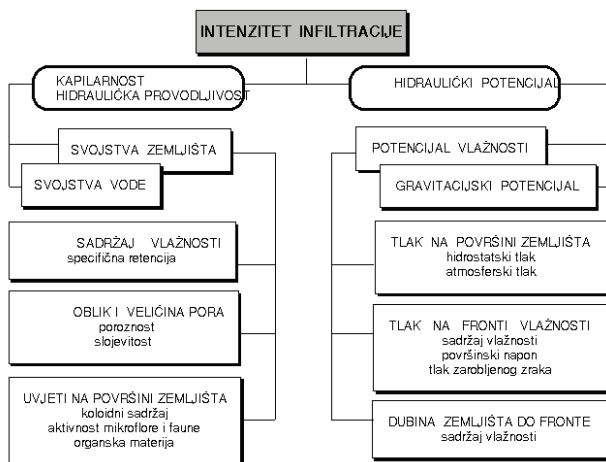 INTENZITET INFILTRACIJE
KAPILARNOST
HIDRAULIČKA PROVODLJIVOST
HIDRAULIČKI POTENCIJAL
SVOJSTVA ZEMLJIŠTA
SVOJSTVA VODE
POTENCIJAL VLAŽNOSTI
GRAVITACIJSKI POTENCIJAL
SADRŽAJ VLAŽNOSTI
specifična retencija
TLAK NA POVRŠINI ZEMLJIŠTA
hidrostatski tlak
atmosferski tlak
OBLIK I VELIČINA PORA
poroznost
slojevitost
TLAK NA FRONTI VLAŽNOSTI
sadržaj vlažnosti
površinski napon
tlak zarobljenog zraka
UVJETI NA POVRŠINI ZEMLJIŠTA
koloidni sadržaj
aktivnost mikroflore i faune
organska materija
DUBINA ZEMLJIŠTA DO FRONTE
sadržaj vlažnosti